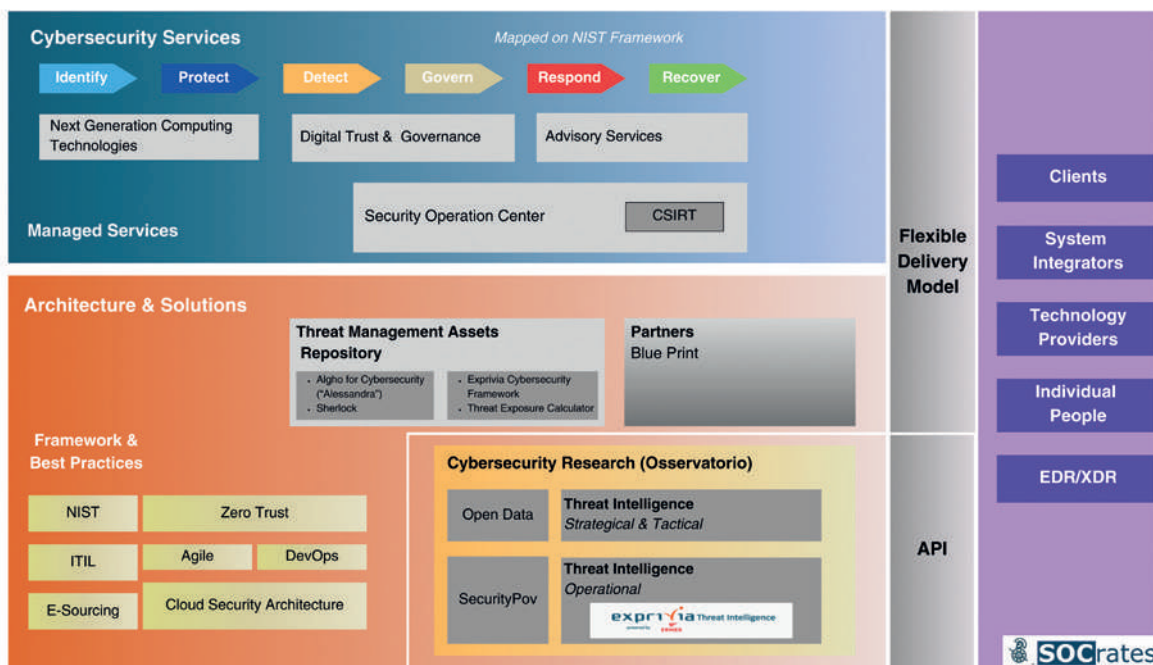 Cybersecurity Services
Mapped on NIST Framework
Identify
Protect
Detect
Govern
Respond
Recover
Next Generation Computing
Technologies
Digital Trust & Governance
Advisory Services
Security Operation Center
CSIRT
Managed Services
Architecture & Solutions
Threat Management Assets
Repository
• Algho for Cybersecurity
("Alessandra")
• Sherlock
• Exprivia Cybersecurity
Framework
• Threat Exposure Calculator
Partners
Blue Print
Framework &
Best Practices
NIST
Zero Trust
ITIL
Agile
DevOps
E-Sourcing
Cloud Security Architecture
Cybersecurity Research (Osservatorio)
Open Data
Threat Intelligence
Strategical & Tactical
SecurityPov
Threat Intelligence
Operational
exprivia Threat Intelligence
powered by ERMES
Flexible
Delivery
Model
API
Clients
System
Integrators
Technology
Providers
Individual
People
EDR/XDR
SOCrates